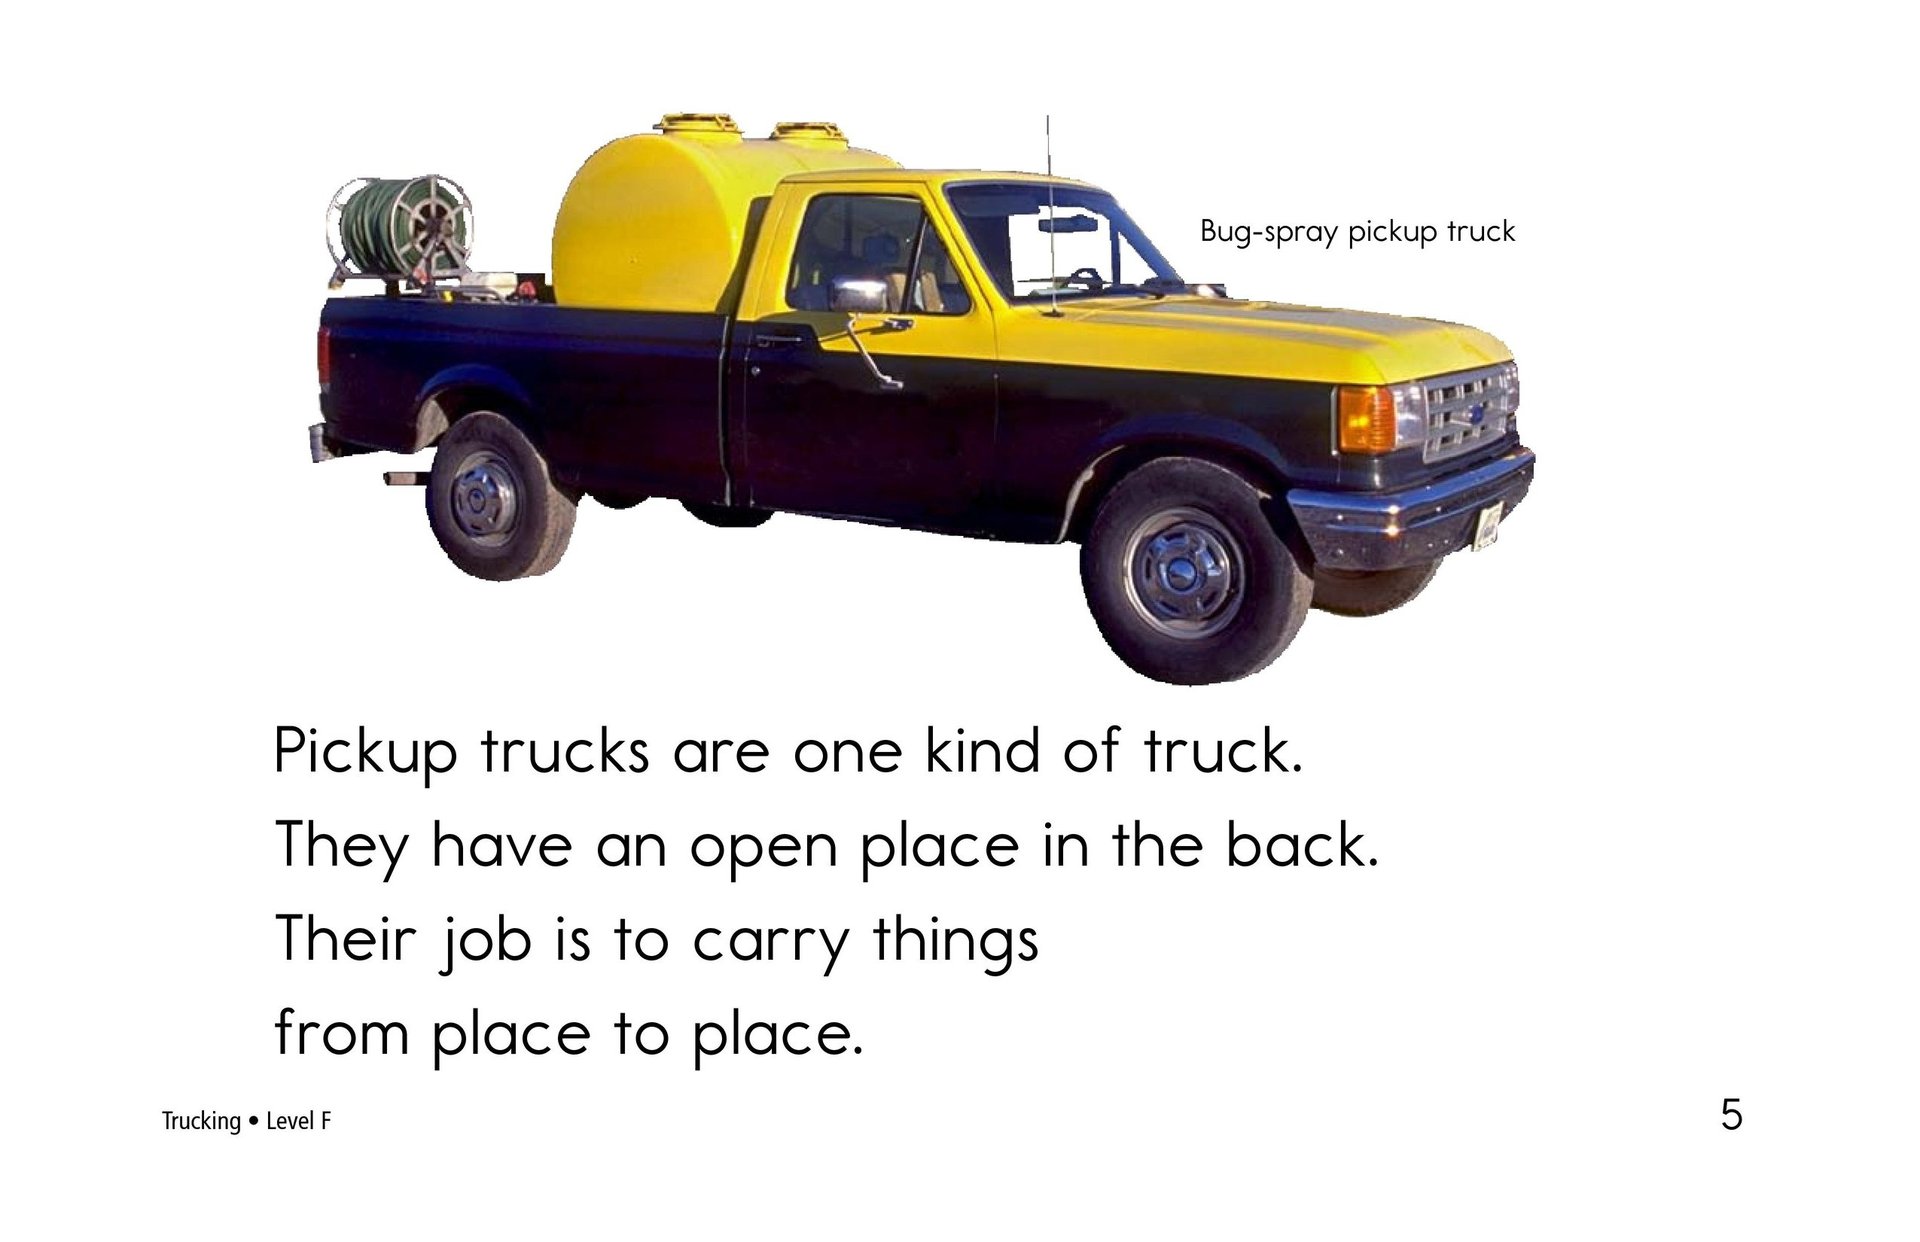 Bug-spray pickup truck
Pickup trucks are one kind of truck.
They have an open place in the back.
Their job is to carry things
from place to place.
Trucking • Level F
5